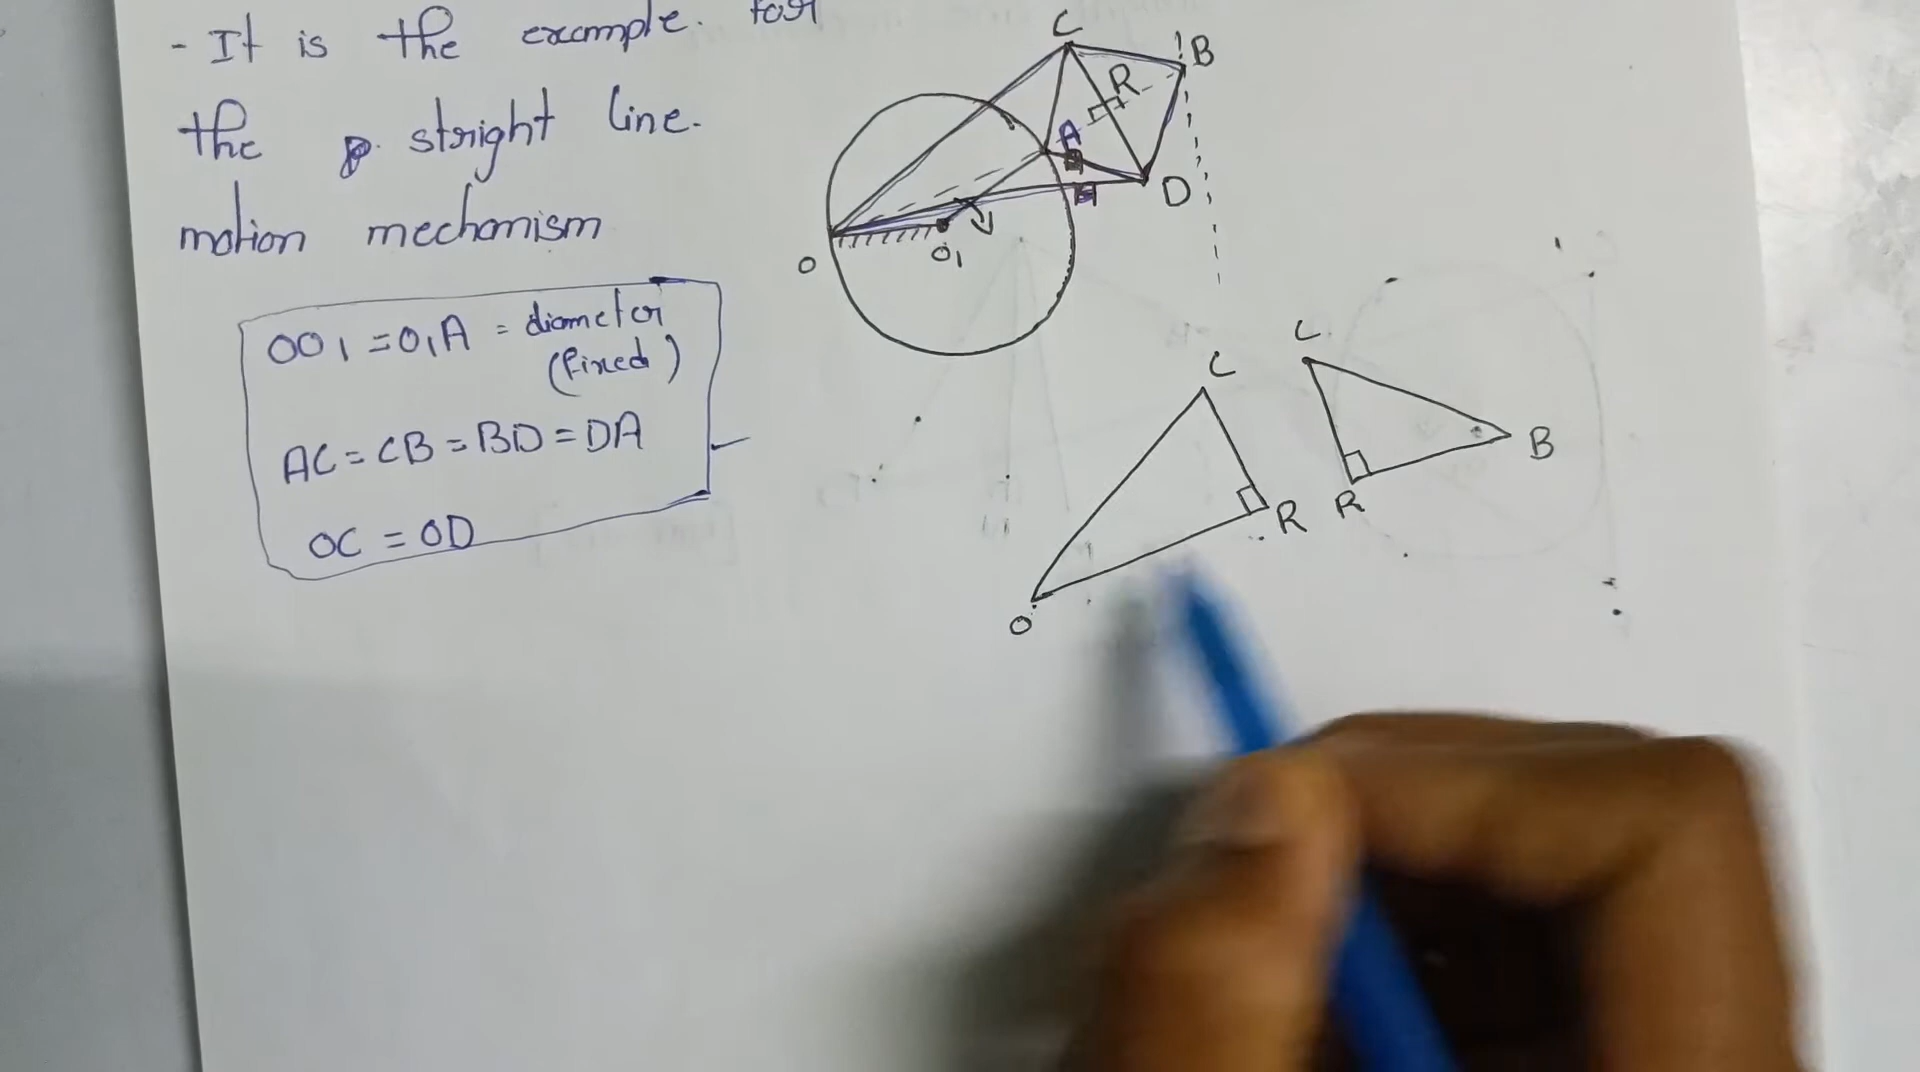 - It is the example. for
the stright line.
motion mechanism
OO1 = O1A = diameter
(fixed)
AC = CB = BD = DA
OC = OD
C
B
R
A
D
O
O1
C
R
O
C
B
R